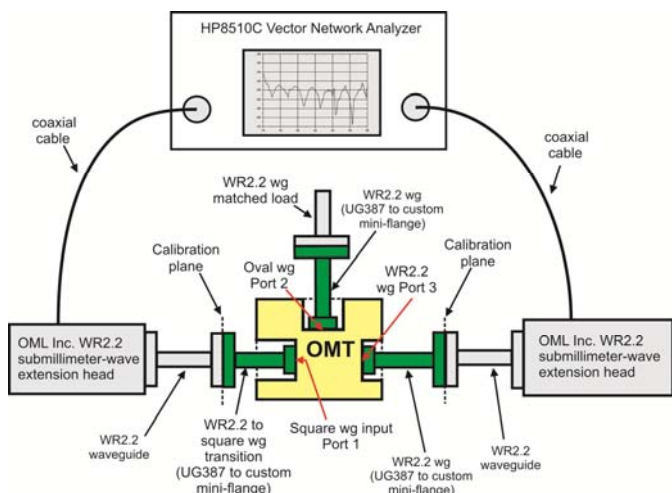 HP8510C Vector Network Analyzer
coaxial
cable
coaxial
cable
WR2.2 wg
matched load
WR2.2 wg
(UG387 to custom
mini-flange)
Calibration
plane
Calibration
plane
Oval wg
Port 2
WR2.2
wg Port 3
OMT
OML Inc. WR2.2
submillimeter-wave
extension head
OML Inc. WR2.2
submillimeter-wave
extension head
WR2.2
waveguide
WR2.2 to
square wg
transition
(UG387 to custom
mini-flange)
Square wg input
Port 1
WR2.2 wg
(UG387 to custom
mini-flange)
WR2.2
waveguide